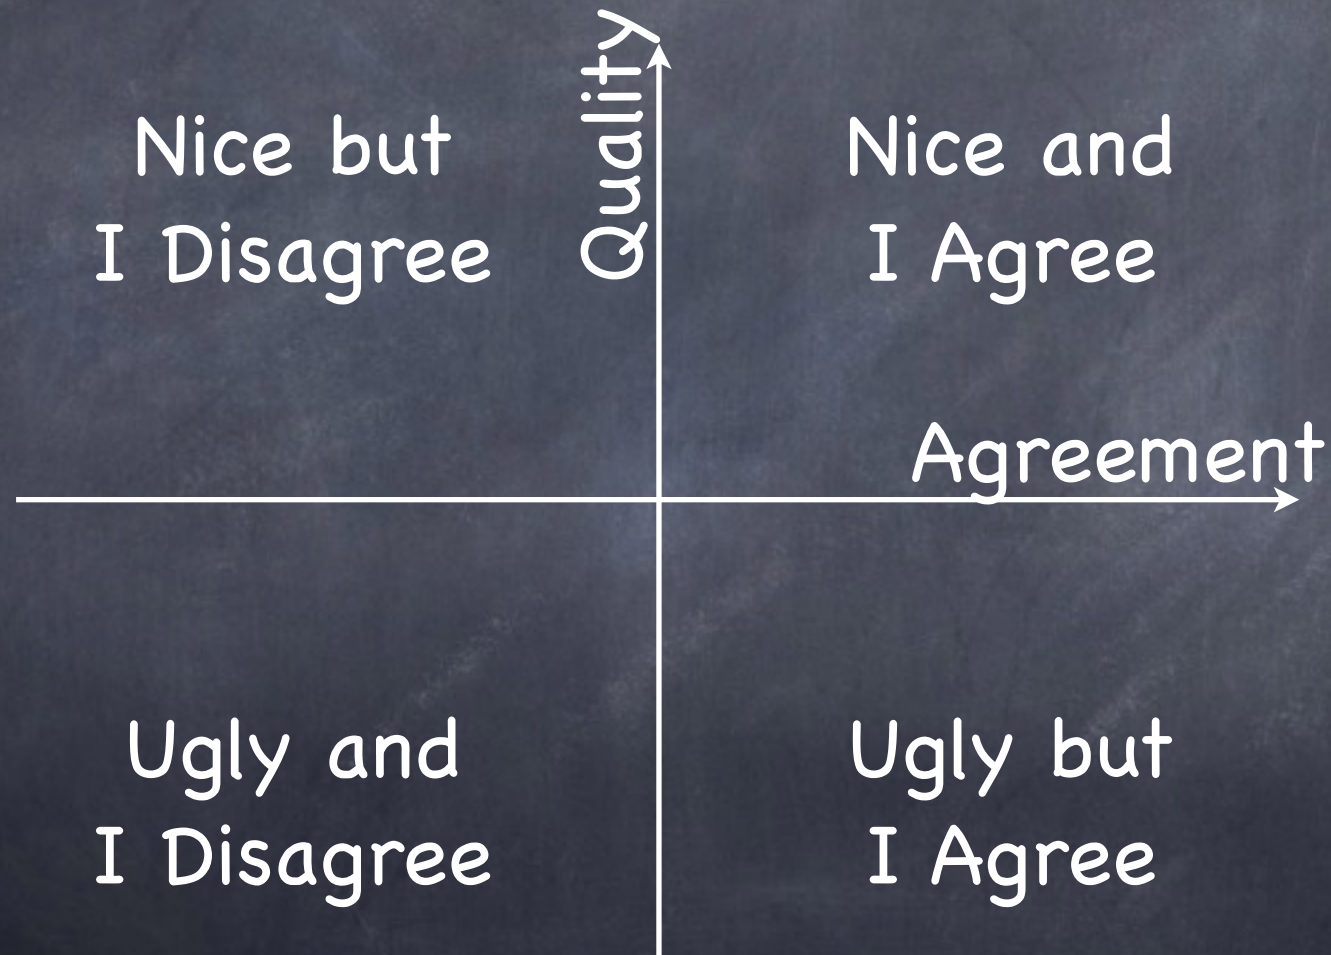 Quality
Nice but
I Disagree
Nice and
I Agree
Agreement
Ugly and
I Disagree
Ugly but
I Agree